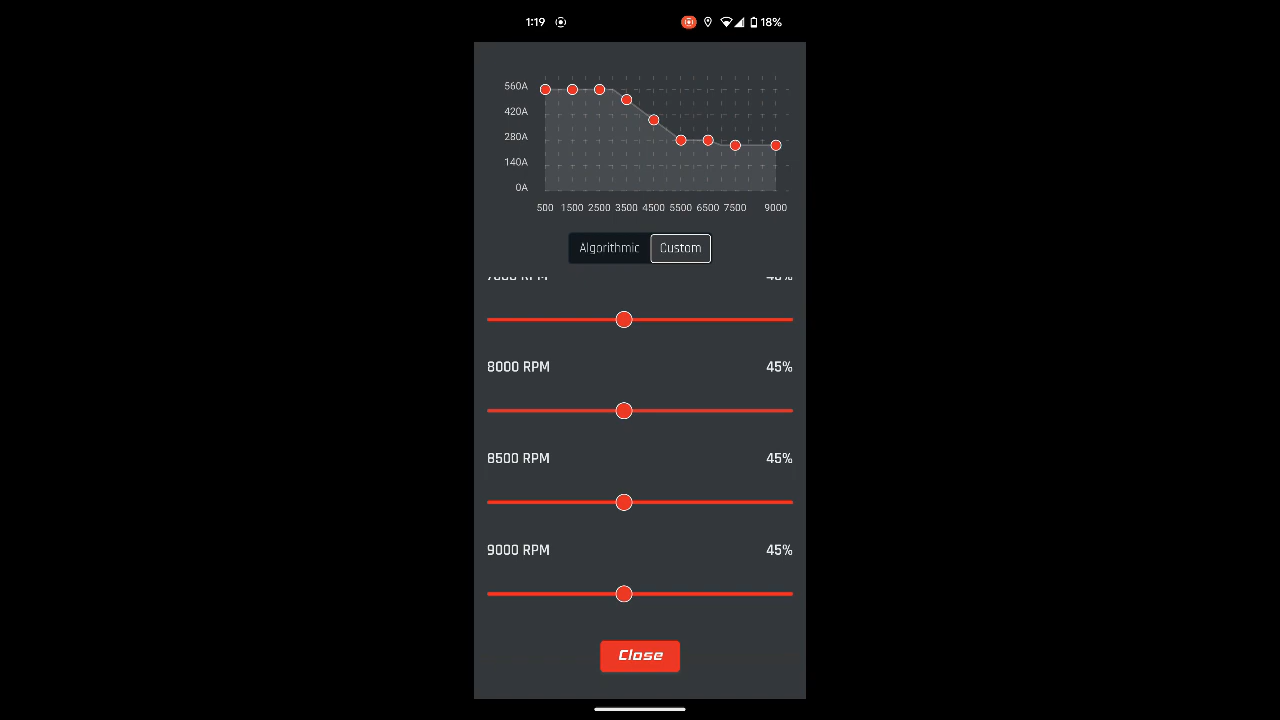 1:19 18%
560A
420A
280A
140A
0A
500 1500 2500 3500 4500 5500 6500 7500 9000
Algorithmic Custom
8000 RPM 45%
8500 RPM 45%
9000 RPM 45%
Close